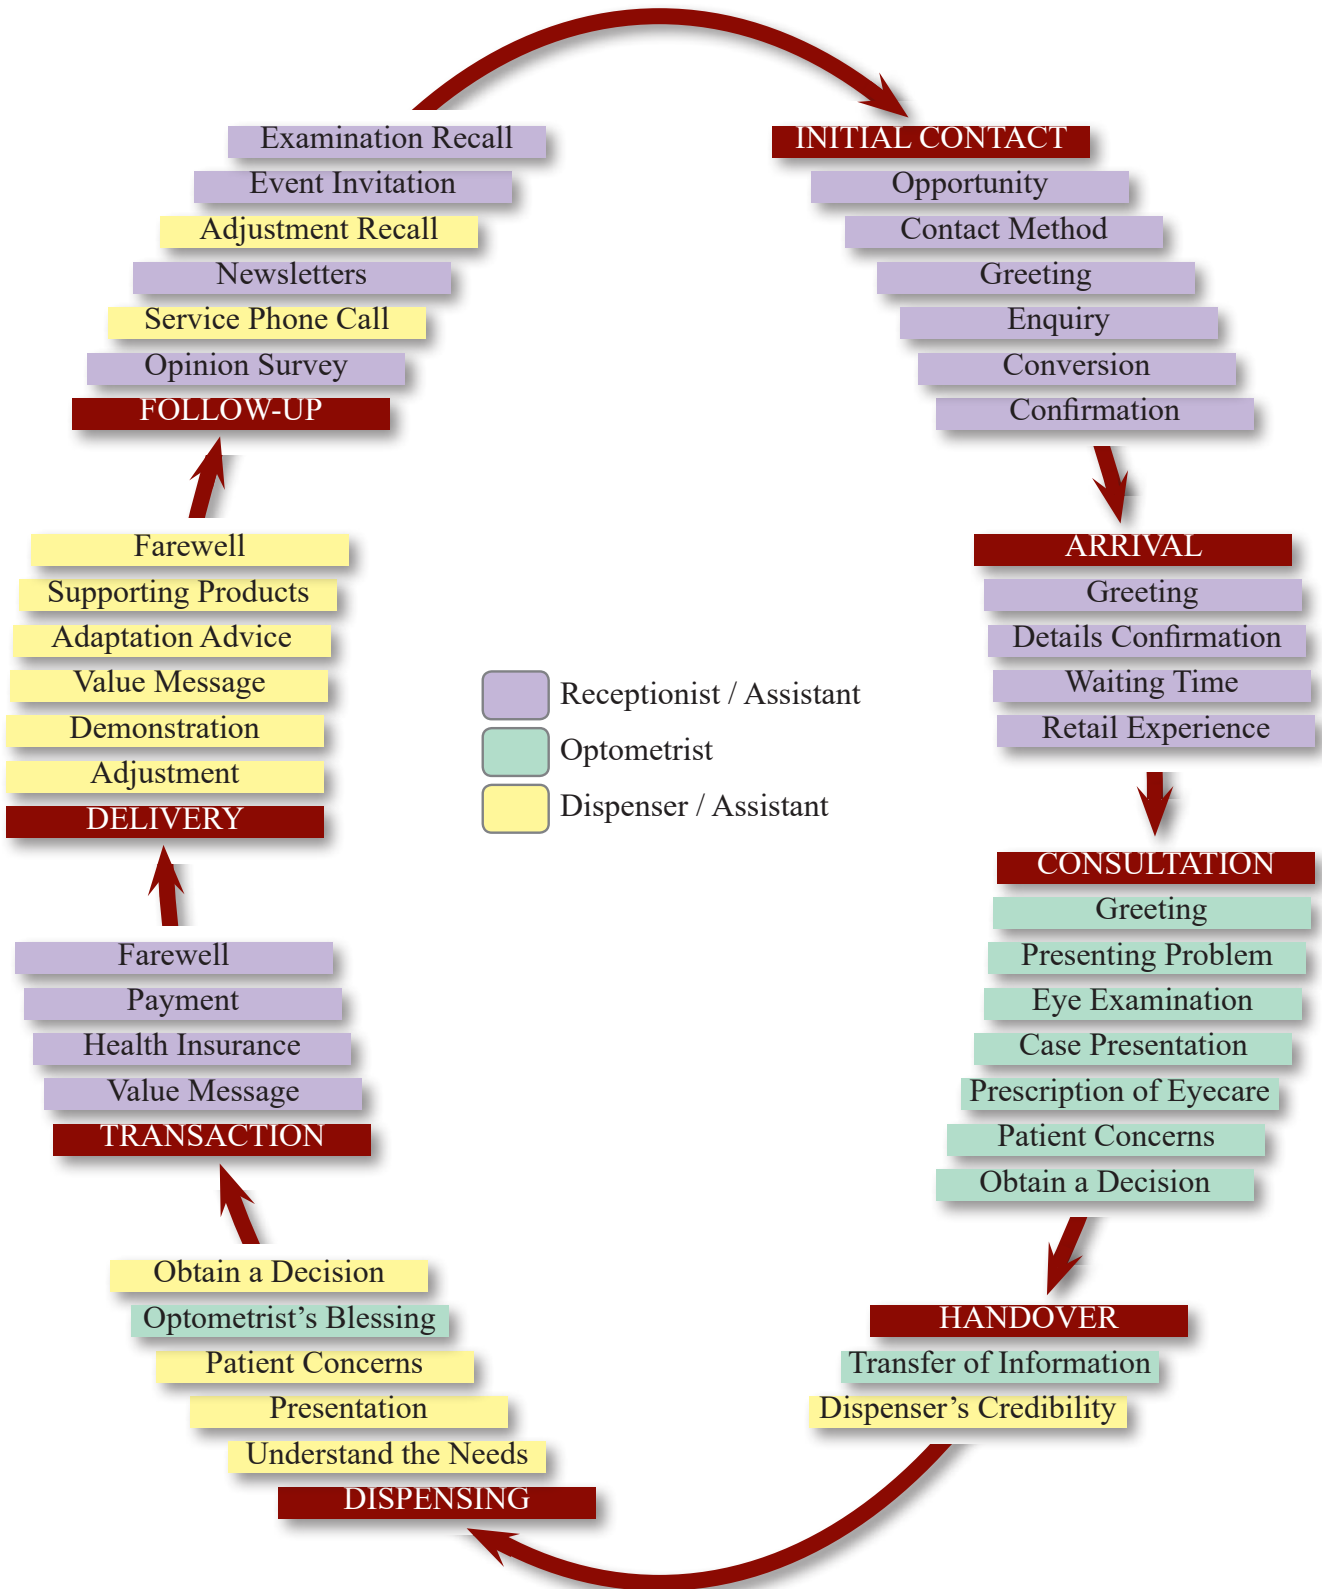 Examination Recall
Event Invitation
Adjustment Recall
Newsletters
Service Phone Call
Opinion Survey
FOLLOW-UP
INITIAL CONTACT
Opportunity
Contact Method
Greeting
Enquiry
Conversion
Confirmation
ARRIVAL
Greeting
Details Confirmation
Waiting Time
Retail Experience
Farewell
Supporting Products
Adaptation Advice
Value Message
Demonstration
Adjustment
DELIVERY
Receptionist / Assistant
Optometrist
Dispenser / Assistant
CONSULTATION
Greeting
Presenting Problem
Eye Examination
Case Presentation
Prescription of Eyecare
Patient Concerns
Obtain a Decision
Farewell
Payment
Health Insurance
Value Message
TRANSACTION
HANDOVER
Transfer of Information
Dispenser’s Credibility
Obtain a Decision
Optometrist’s Blessing
Patient Concerns
Presentation
Understand the Needs
DISPENSING